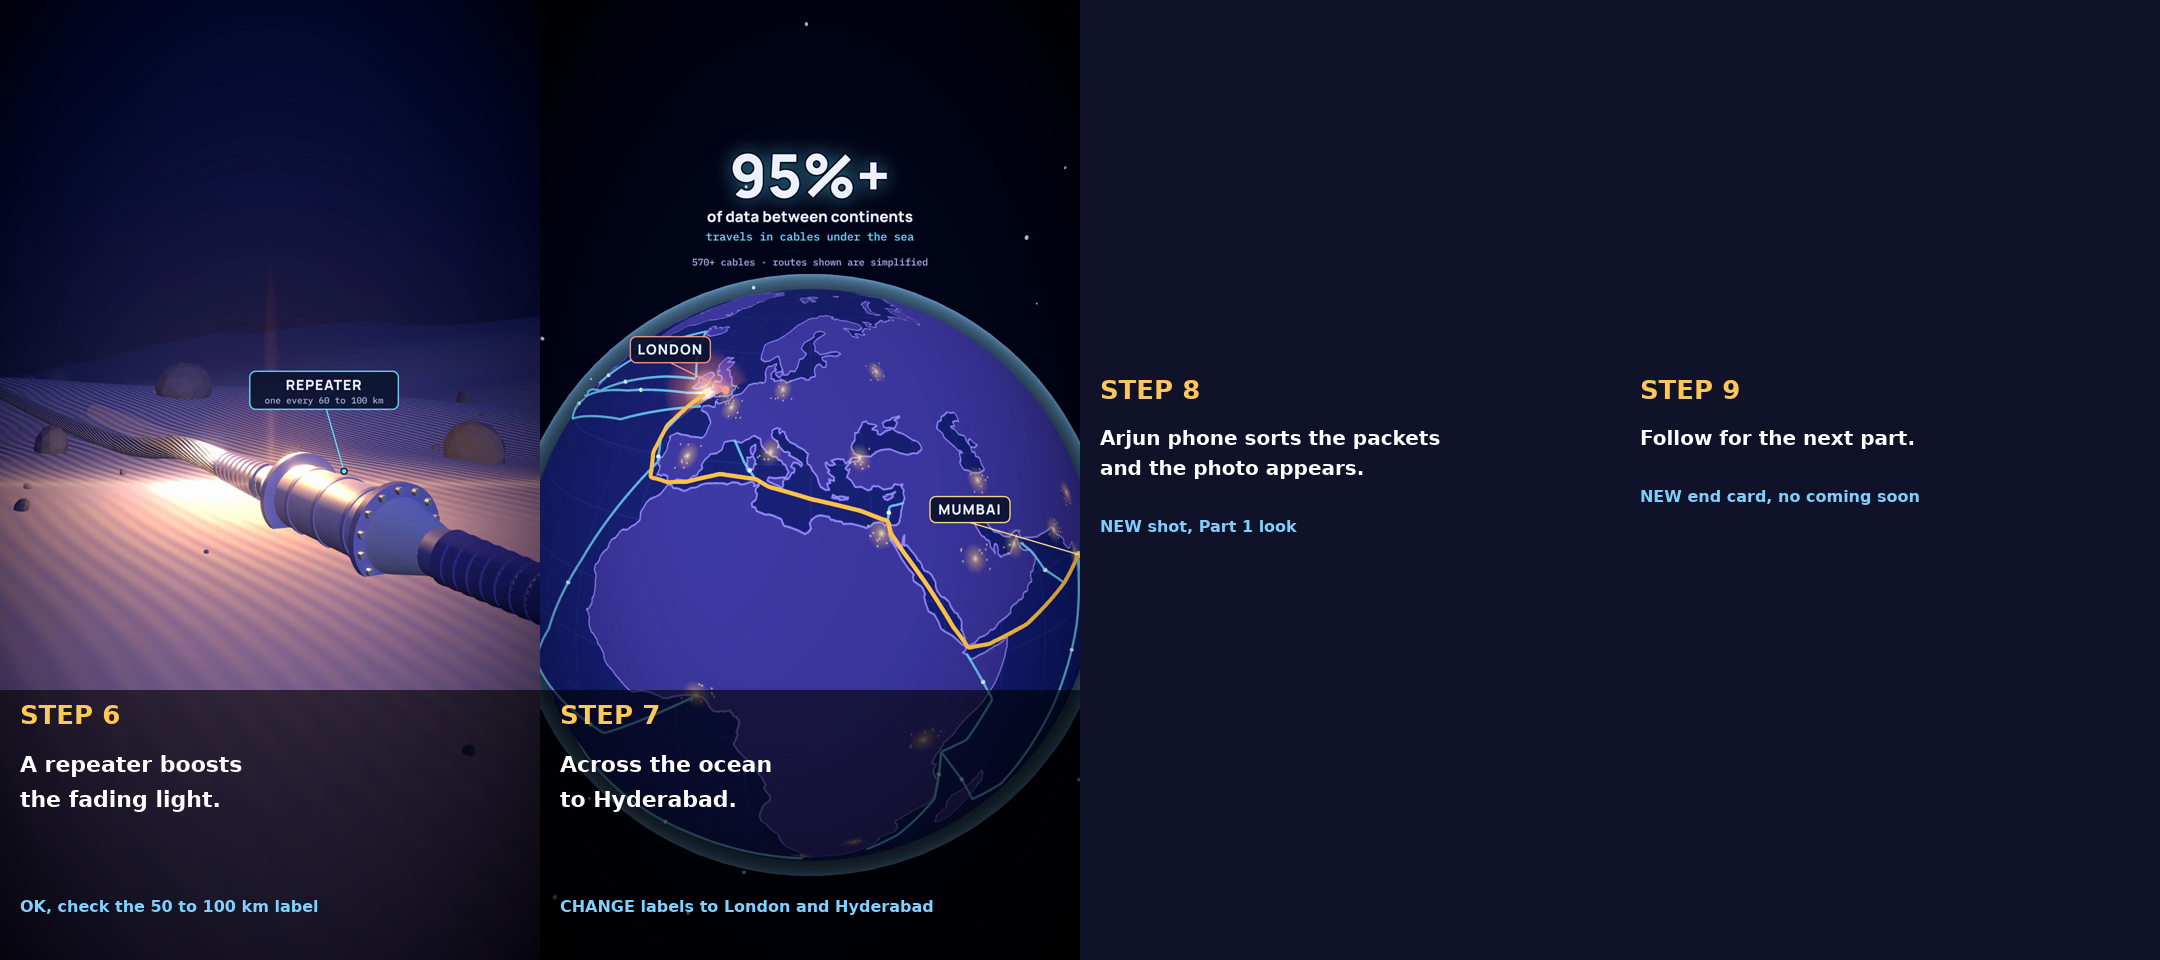 REPEATER
one every 60 to 100 km
STEP 6
A repeater boosts
the fading light.
OK, check the 50 to 100 km label
95%+
of data between continents
travels in cables under the sea
570+ cables · routes shown are simplified
LONDON
MUMBAI
STEP 7
Across the ocean
to Hyderabad.
CHANGE labels to London and Hyderabad
STEP 8
Arjun phone sorts the packets
and the photo appears.
NEW shot, Part 1 look
STEP 9
Follow for the next part.
NEW end card, no coming soon